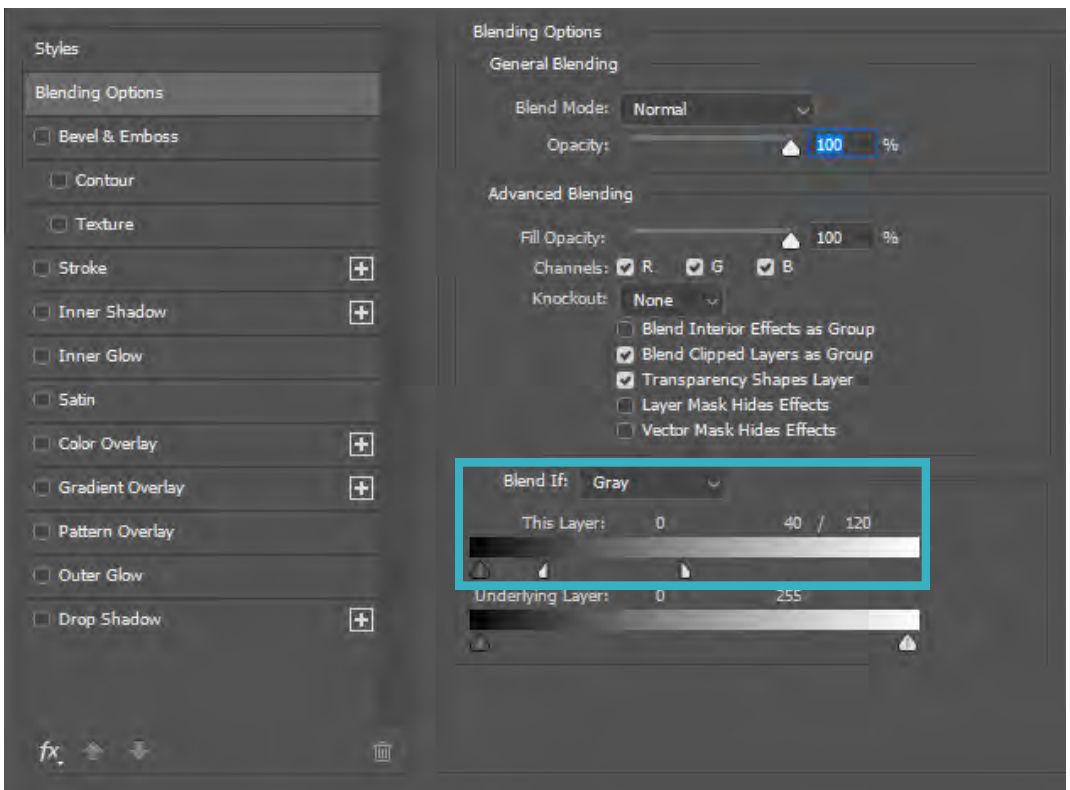 Styles
Blending Options
Bevel & Emboss
Contour
Texture
Stroke
Inner Shadow
Inner Glow
Satin
Color Overlay
Gradient Overlay
Pattern Overlay
Outer Glow
Drop Shadow
fx
Blending Options
General Blending
Blend Mode: Normal
Opacity: 100 %
Advanced Blending
Fill Opacity: 100 %
Channels: R G B
Knockout: None
Blend Interior Effects as Group
Blend Clipped Layers as Group
Transparency Shapes Layer
Layer Mask Hides Effects
Vector Mask Hides Effects
Blend If: Gray
This Layer: 0 40 / 120
Underlying Layer: 0 255